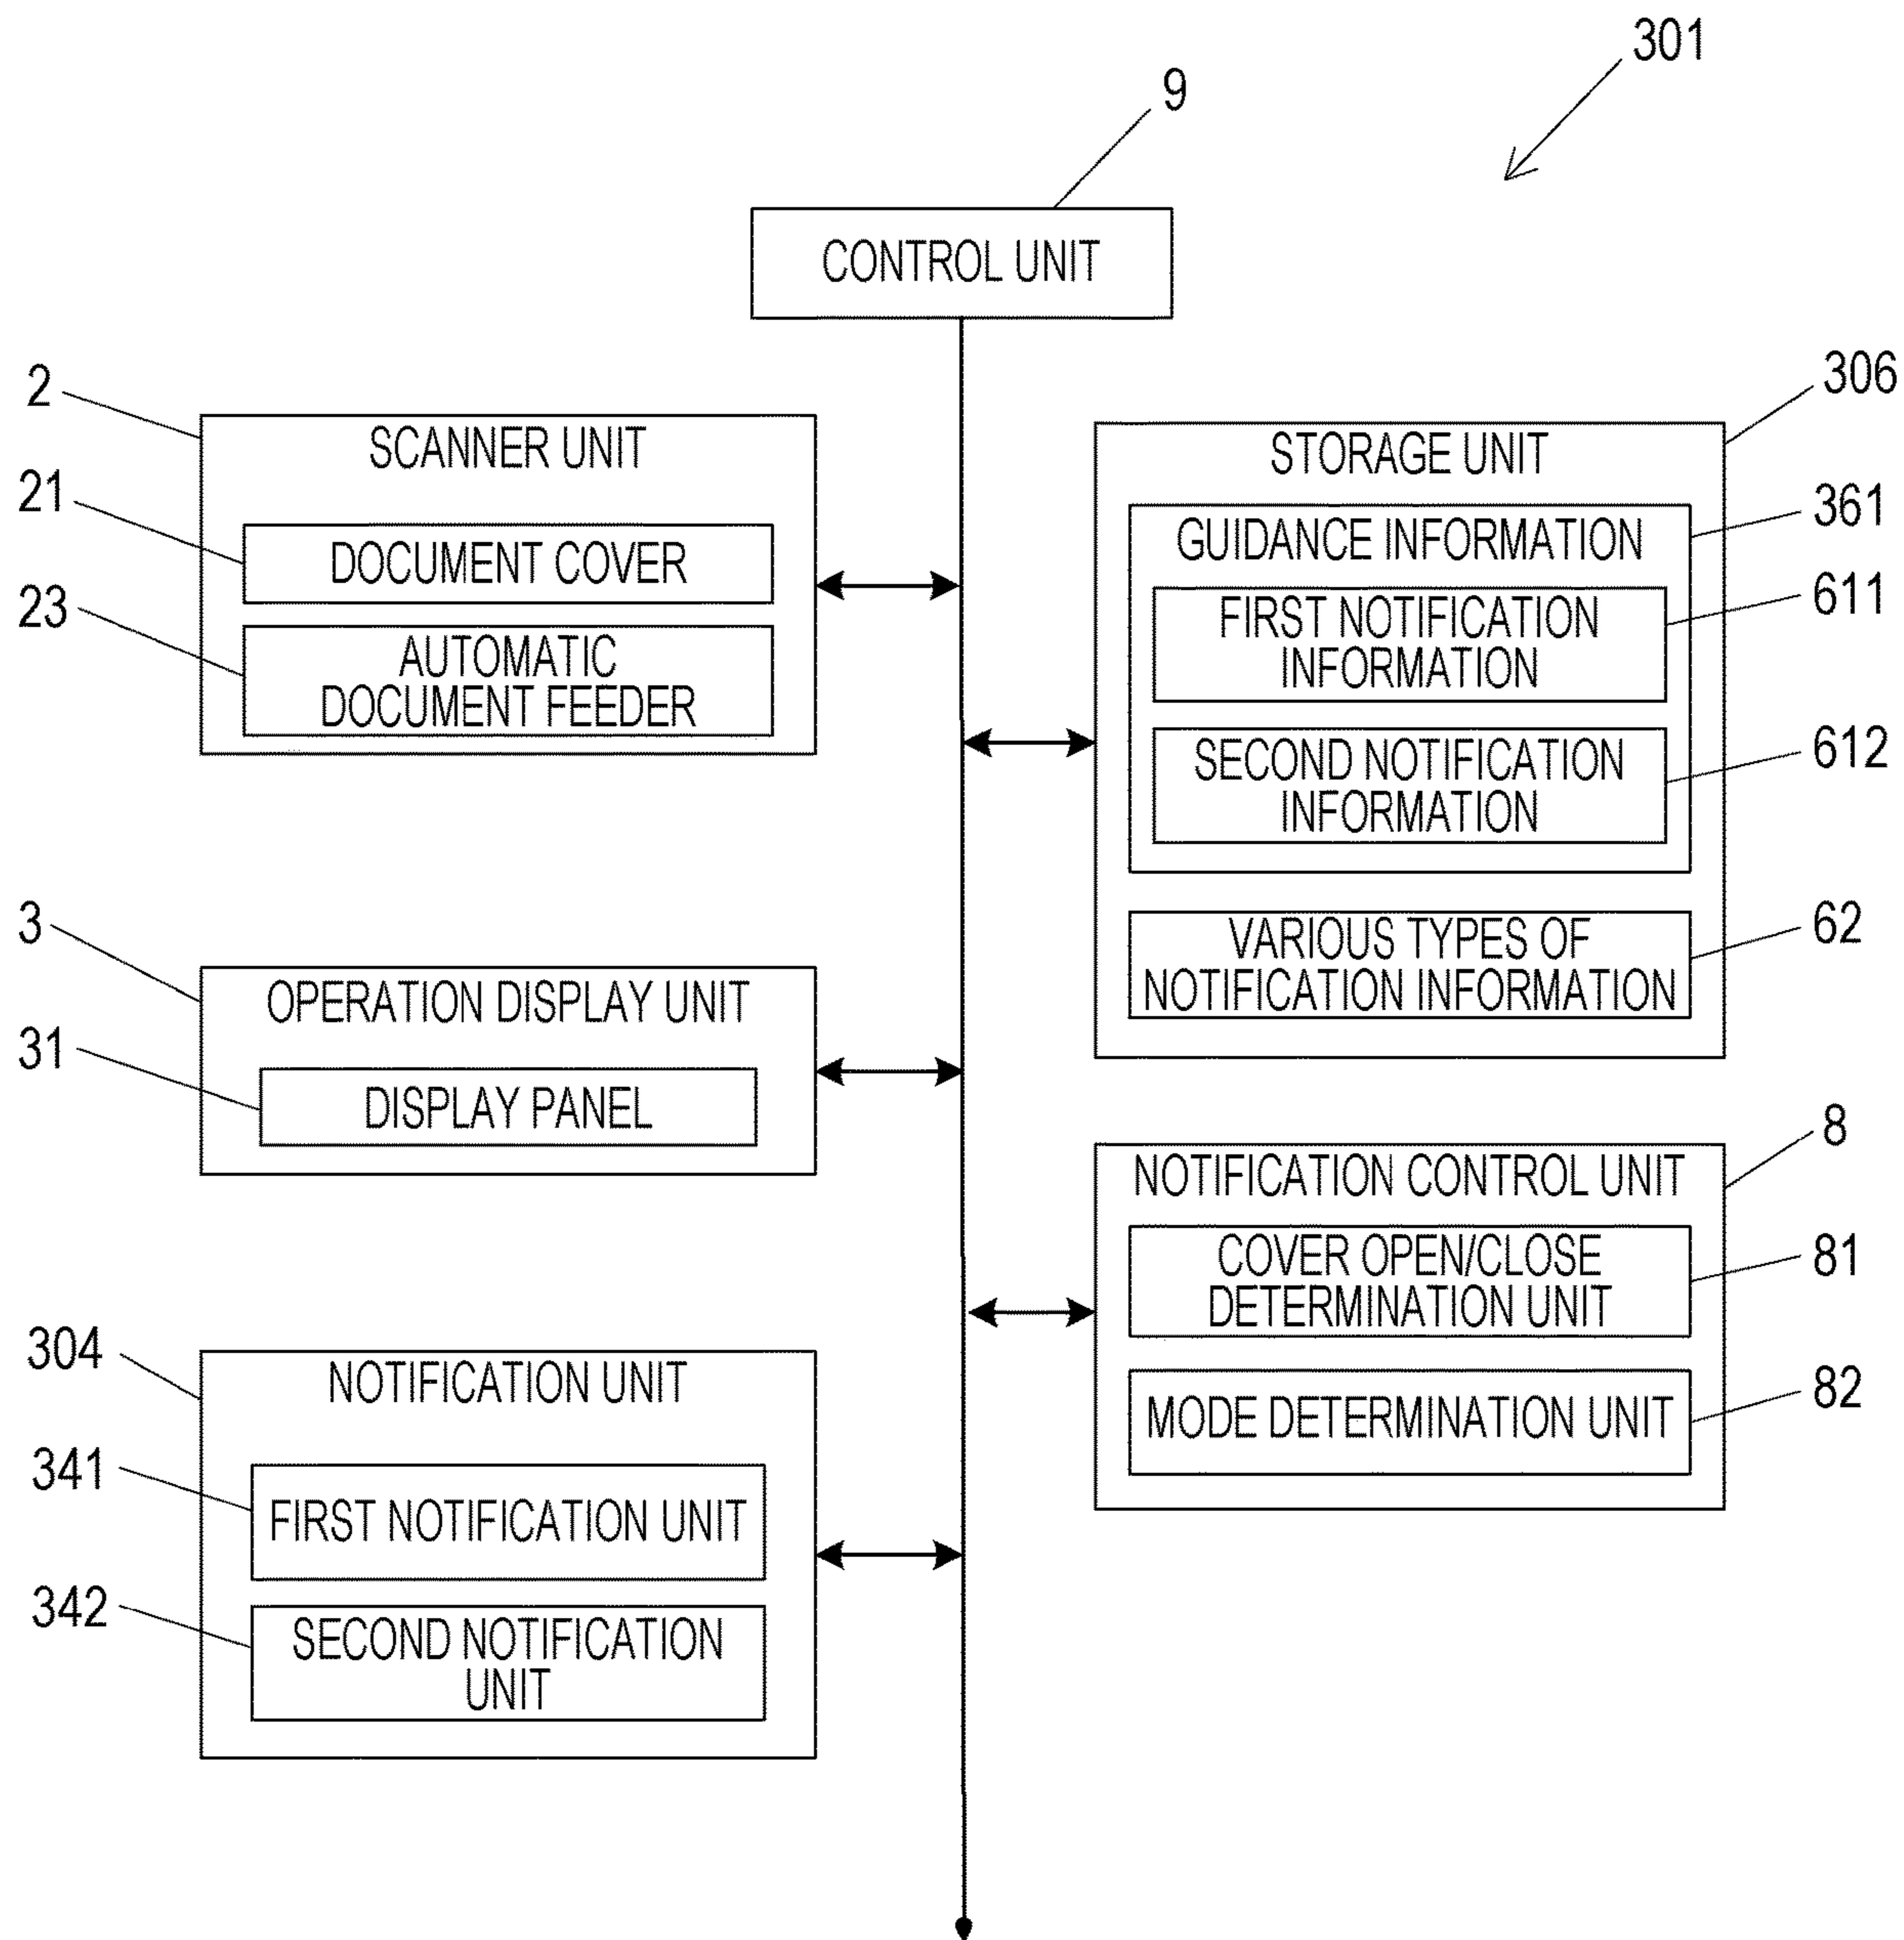 301
9
CONTROL UNIT
2
SCANNER UNIT
21
DOCUMENT COVER
23
AUTOMATIC
DOCUMENT FEEDER
306
STORAGE UNIT
361
GUIDANCE INFORMATION
611
FIRST NOTIFICATION
INFORMATION
612
SECOND NOTIFICATION
INFORMATION
62
VARIOUS TYPES OF
NOTIFICATION INFORMATION
3
OPERATION DISPLAY UNIT
31
DISPLAY PANEL
8
NOTIFICATION CONTROL UNIT
81
COVER OPEN/CLOSE
DETERMINATION UNIT
82
MODE DETERMINATION UNIT
304
NOTIFICATION UNIT
341
FIRST NOTIFICATION UNIT
342
SECOND NOTIFICATION
UNIT